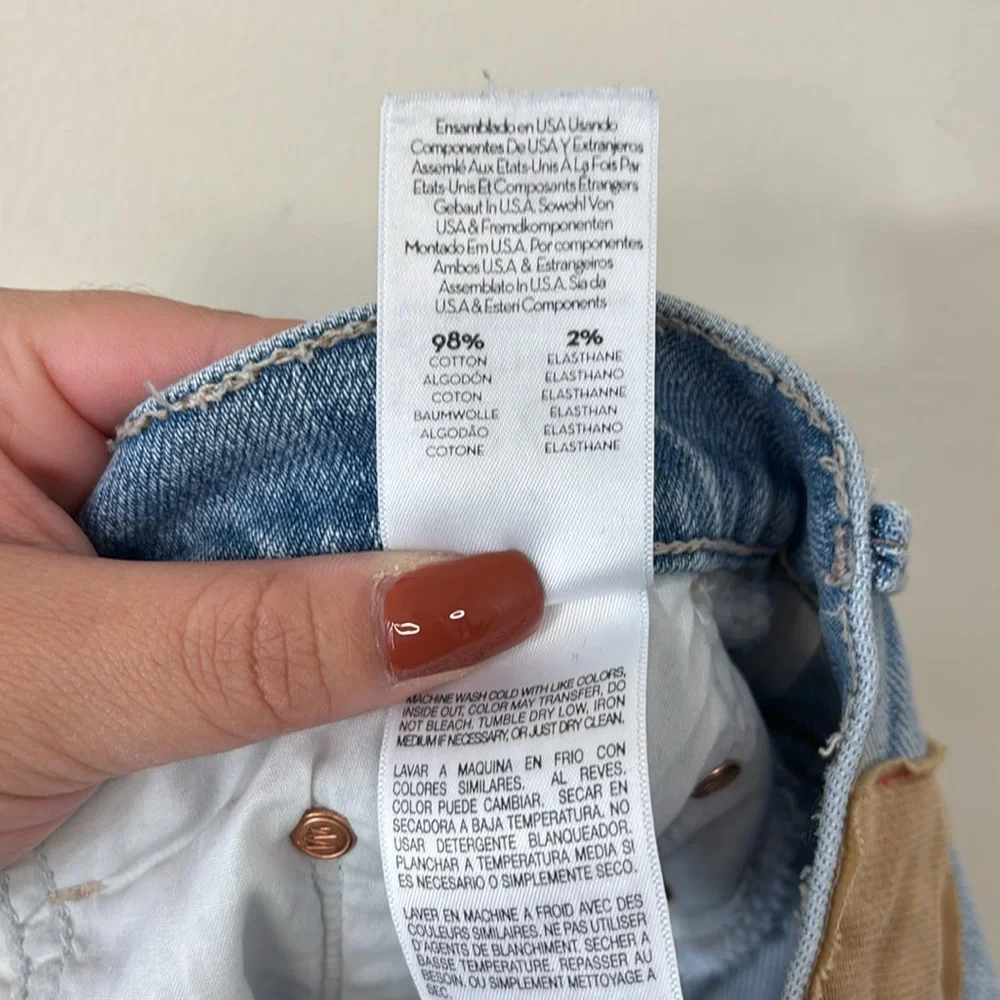 Ensamblado en USA Usando
Componentes De USA Y Extranjeros
Assemlé Aux Etats-Unis À La Fois Par
Etats-Unis Et Composants Étrangers
Gebaut In U.S.A. Sowohl Von
USA & Fremdkomponenten
Montado Em U.S.A. Por componentes
Ambos U.S.A & Estrangeiros
Assemblato In U.S.A. Sia da
U.S.A & Esteri Components
98% 2%
COTTON ELASTHANE
ALGODÓN ELASTHANO
COTON ELASTHANNE
BAUMWOLLE ELASTHAN
ALGODÃO ELASTHANO
COTONE ELASTHANE
MACHINE WASH COLD WITH LIKE COLORS,
INSIDE OUT, COLOR MAY TRANSFER, DO
NOT BLEACH. TUMBLE DRY LOW, IRON
MEDIUM IF NECESSARY, OR JUST DRY CLEAN.
LAVAR A MAQUINA EN FRIO CON
COLORES SIMILARES. AL REVES.
COLOR PUEDE CAMBIAR. SECAR EN
SECADORA A BAJA TEMPERATURA. NO
USAR DETERGENTE BLANQUEADOR.
PLANCHAR A TEMPERATURA MEDIA SI
ES NECESARIO O SIMPLEMENTE SECO.
LAVER EN MACHINE A FROID AVEC DES
COULEURS SIMILAIRES. NE PAS UTILISER
D'AGENTS DE BLANCHIMENT. SECHER A
BASSE TEMPERATURE. REPASSER AU
BESOIN. OU SIMPLEMENT METTOYAGE A
SEC.